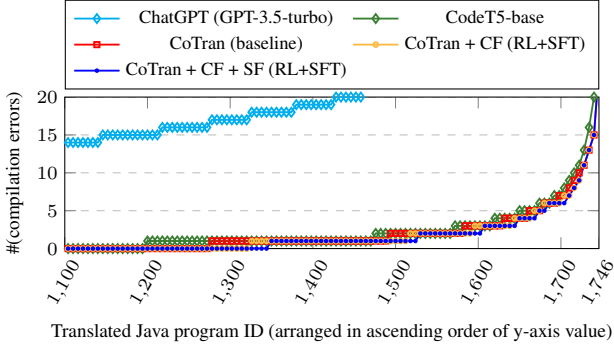 ChatGPT (GPT-3.5-turbo) CodeT5-base
CoTran (baseline) CoTran + CF (RL+SFT)
CoTran + CF + SF (RL+SFT)
#(compilation errors)
20
15
10
5
0
1,100 1,200 1,300 1,400 1,500 1,600 1,700 1,746
Translated Java program ID (arranged in ascending order of y-axis value)